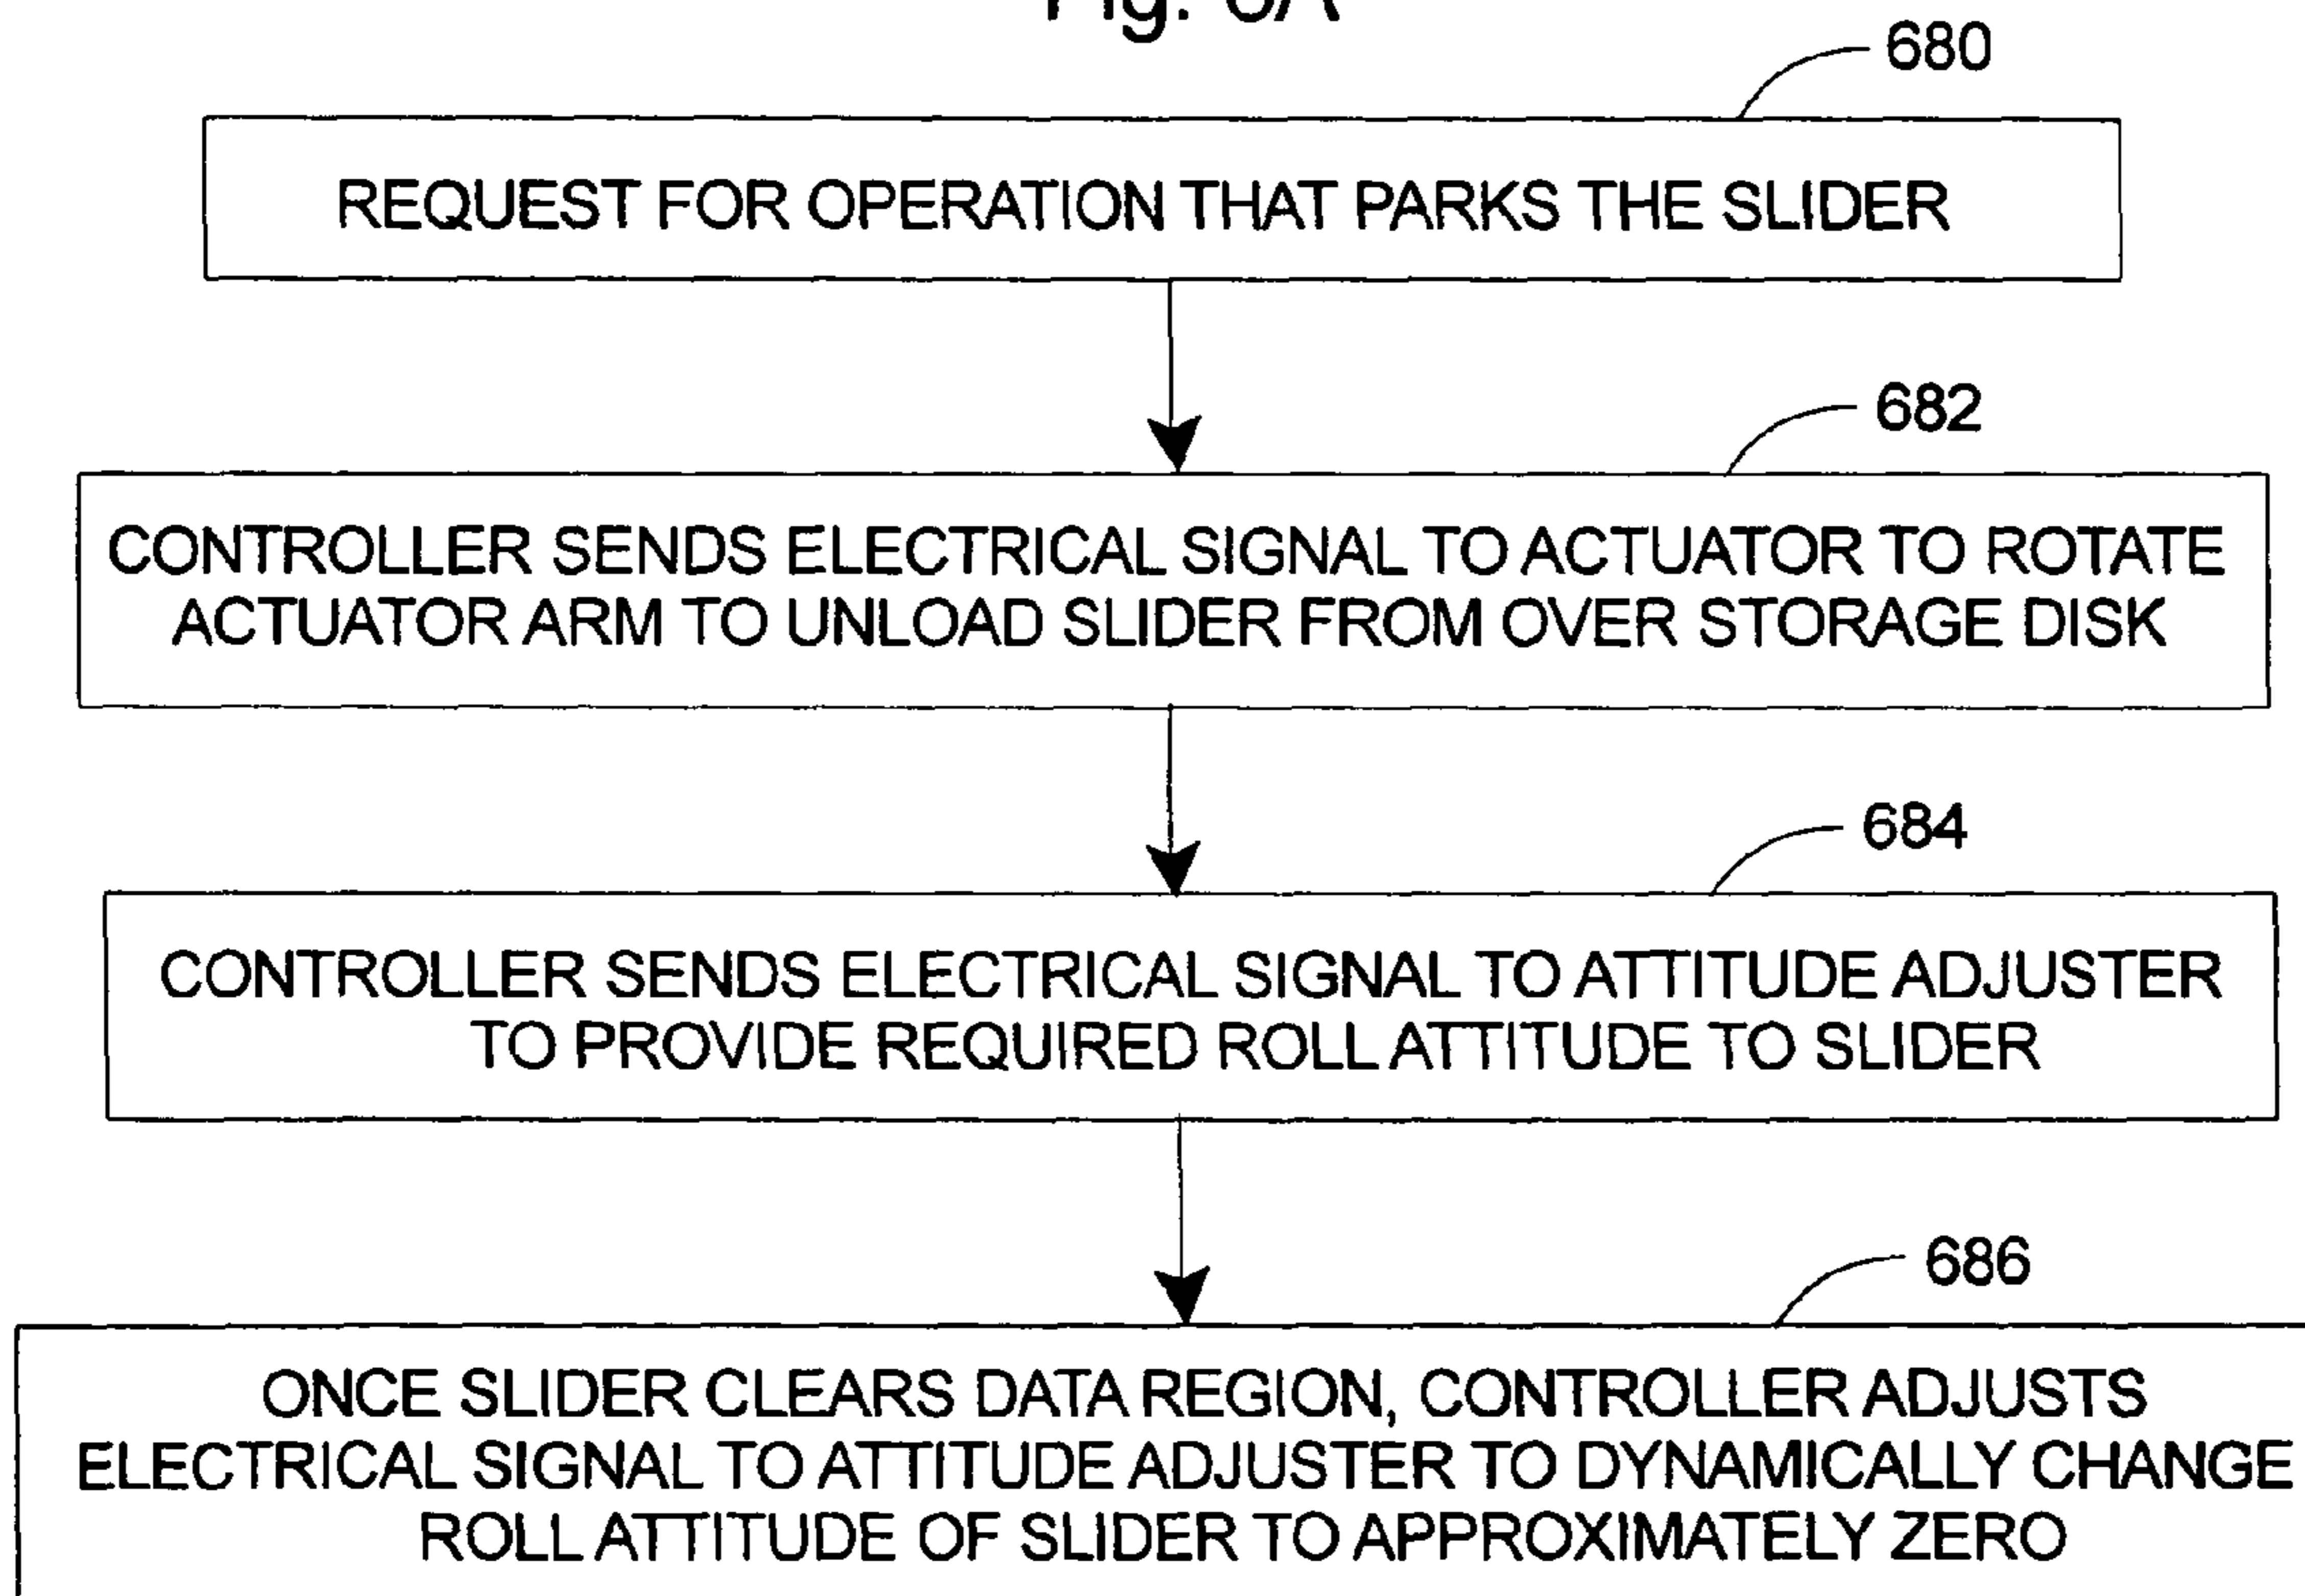 Fig.
680
REQUEST FOR OPERATION THAT PARKS THE SLIDER
682
CONTROLLER SENDS ELECTRICAL SIGNAL TO ACTUATOR TO ROTATE
ACTUATOR ARM TO UNLOAD SLIDER FROM OVER STORAGE DISK
684
CONTROLLER SENDS ELECTRICAL SIGNAL TO ATTITUDE ADJUSTER
TO PROVIDE REQUIRED ROLL ATTITUDE TO SLIDER
686
ONCE SLIDER CLEARS DATA REGION, CONTROLLER ADJUSTS
ELECTRICAL SIGNAL TO ATTITUDE ADJUSTER TO DYNAMICALLY CHANGE
ROLL ATTITUDE OF SLIDER TO APPROXIMATELY ZERO